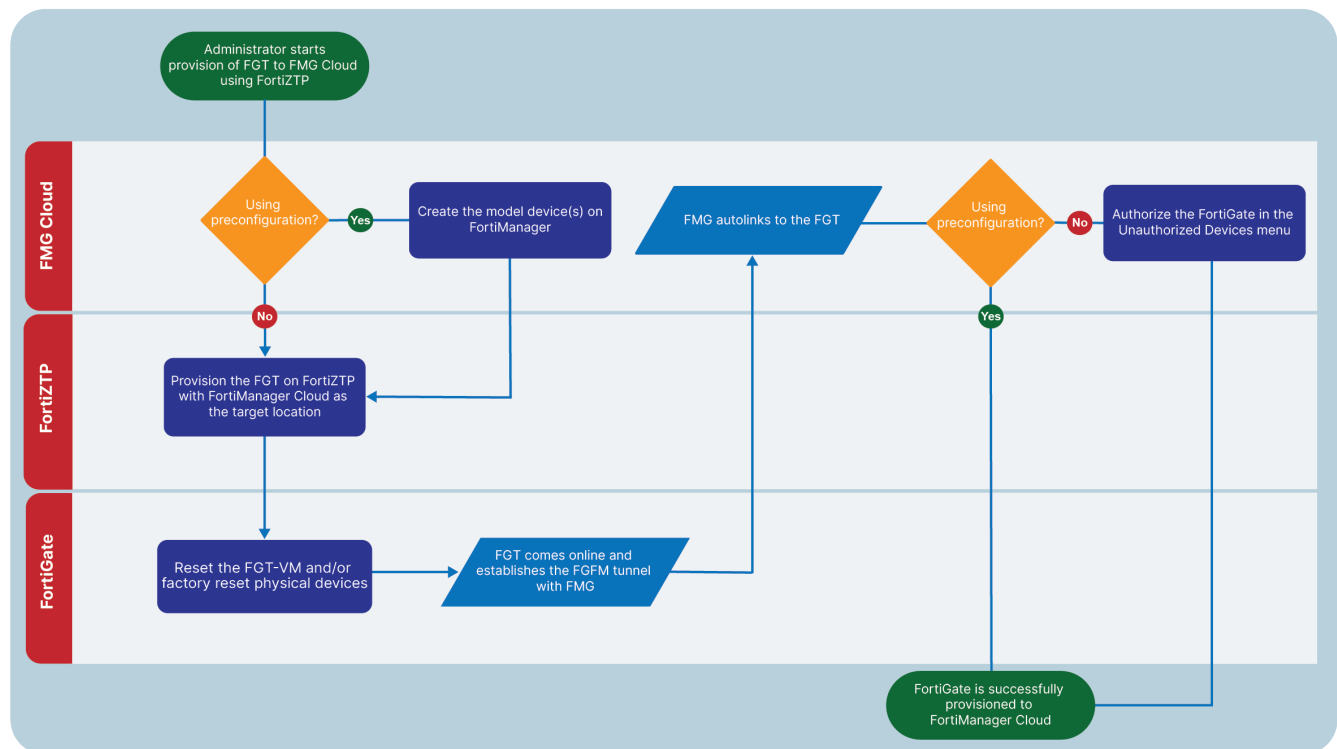 Administrator starts
provision of FGT to FMG Cloud
using FortiZTP
FMG Cloud
Using
preconfiguration?
Yes
Create the model device(s) on
FortiManager
FMG autolinks to the FGT
Using
preconfiguration?
No
Authorize the FortiGate in the
Unauthorized Devices menu
No
Yes
FortiZTP
Provision the FGT on FortiZTP
with FortiManager Cloud as
the target location
FortiGate
Reset the FGT-VM and/or
factory reset physical devices
FGT comes online and
establishes the FGFM tunnel
with FMG
FortiGate is successfully
provisioned to
FortiManager Cloud